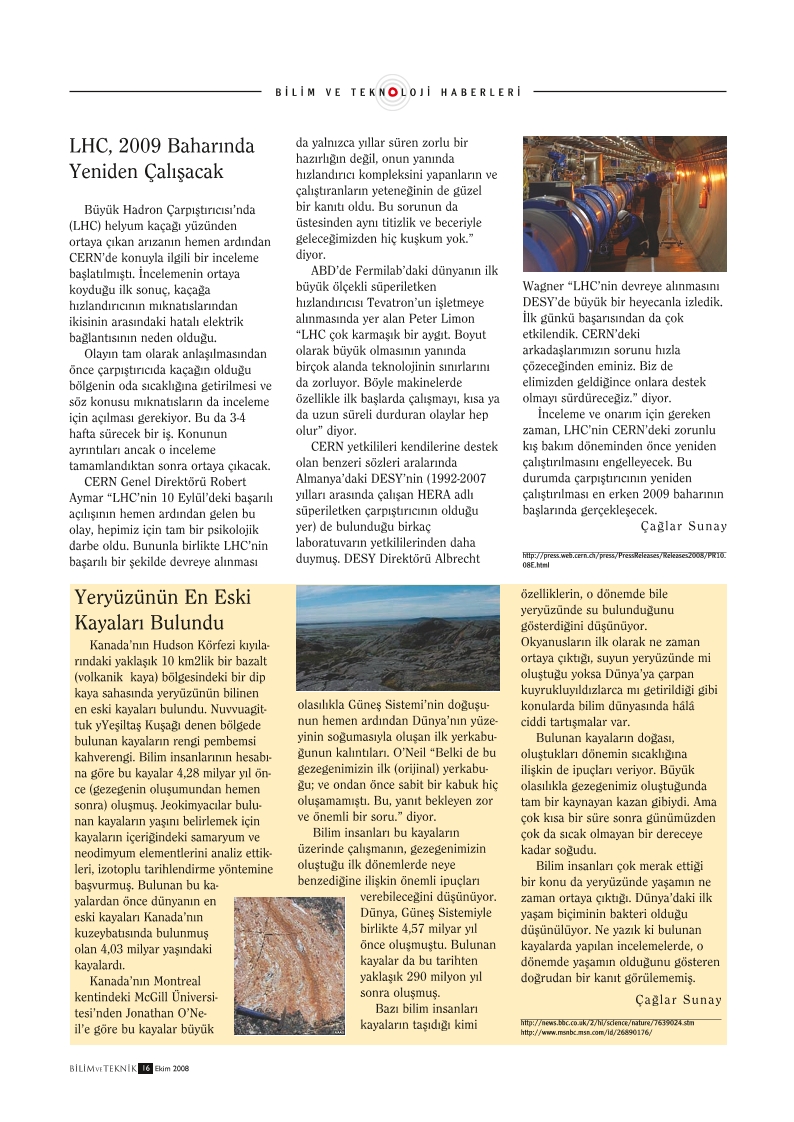 BİLİM VE TEKNOLOJİ HABERLERİ
LHC, 2009 Baharında
Yeniden Çalışacak
Büyük Hadron Çarpıştırıcısı’nda
(LHC) helyum kaçağı yüzünden
ortaya çıkan arızanın hemen ardından
CERN’de konuyla ilgili bir inceleme
başlatılmıştı. İncelemenin ortaya
koyduğu ilk sonuç, kaçağa
hızlandırıcının mıknatıslarından
ikisinin arasındaki hatalı elektrik
bağlantısının neden olduğu.
Olayın tam olarak anlaşılmasından
önce çarpıştırıcıda kaçağın olduğu
bölgenin oda sıcaklığına getirilmesi ve
söz konusu mıknatısların da inceleme
için açılması gerekiyor. Bu da 3-4
hafta sürecek bir iş. Konunun
ayrıntıları ancak o inceleme
tamamlandıktan sonra ortaya çıkacak.
CERN Genel Direktörü Robert
Aymar “LHC’nin 10 Eylül’deki başarılı
açılışının hemen ardından gelen bu
olay, hepimiz için tam bir psikolojik
darbe oldu. Bununla birlikte LHC’nin
başarılı bir şekilde devreye alınması
da yalnızca yıllar süren zorlu bir
hazırlığın değil, onun yanında
hızlandırıcı kompleksini yapanların ve
çalıştıranların yeteneğinin de güzel
bir kanıtı oldu. Bu sorunun da
üstesinden aynı titizlik ve beceriyle
geleceğimizden hiç kuşkum yok.”
diyor.
ABD’de Fermilab’daki dünyanın ilk
büyük ölçekli süperiletken
hızlandırıcısı Tevatron’un işletmeye
alınmasında yer alan Peter Limon
“LHC çok karmaşık bir aygıt. Boyut
olarak büyük olmasının yanında
birçok alanda teknolojinin sınırlarını
da zorluyor. Böyle makinelerde
özellikle ilk başlarda çalışmayı, kısa ya
da uzun süreli durduran olaylar hep
olur” diyor.
CERN yetkilileri kendilerine destek
olan benzeri sözleri aralarında
Almanya’daki DESY’nin (1992-2007
yılları arasında çalışan HERA adlı
süperiletken çarpıştırıcının olduğu
yer) de bulunduğu birkaç
laboratuvarın yetkililerinden daha
duymuş. DESY Direktörü Albrecht
Wagner “LHC’nin devreye alınmasını
DESY’de büyük bir heyecanla izledik.
İlk günkü başarısından da çok
etkilendik. CERN’deki
arkadaşlarımızın sorunu hızla
çözeceğinden eminiz. Biz de
elimizden geldiğince onlara destek
olmayı sürdüreceğiz.” diyor.
İnceleme ve onarım için gereken
zaman, LHC’nin CERN’deki zorunlu
kış bakım döneminden önce yeniden
çalıştırılmasını engelleyecek. Bu
durumda çarpıştırıcının yeniden
çalıştırılması en erken 2009 baharının
başlarında gerçekleşecek.
Çağlar Sunay
http://press.web.cern.ch/press/PressReleases/Releases2008/PR10.
08E.html
Yeryüzünün En Eski
Kayaları Bulundu
Kanada’nın Hudson Körfezi kıyıla-
rındaki yaklaşık 10 km2lik bir bazalt
(volkanik kaya) bölgesindeki bir dip
kaya sahasında yeryüzünün bilinen
en eski kayaları bulundu. Nuvvuagit-
tuk yYeşiltaş Kuşağı denen bölgede
bulunan kayaların rengi pembemsi
kahverengi. Bilim insanlarının hesabı-
na göre bu kayalar 4,28 milyar yıl ön-
ce (gezegenin oluşumundan hemen
sonra) oluşmuş. Jeokimyacılar bulu-
nan kayaların yaşını belirlemek için
kayaların içeriğindeki samaryum ve
neodimyum elementlerini analiz ettik-
leri, izotoplu tarihlendirme yöntemine
başvurmuş. Bulunan bu ka-
yalardan önce dünyanın en
eski kayaları Kanada’nın
kuzeybatısında bulunmuş
olan 4,03 milyar yaşındaki
kayalardı.
Kanada’nın Montreal
kentindeki McGill Üniversi-
tesi’nden Jonathan O’Ne-
il’e göre bu kayalar büyük
olasılıkla Güneş Sistemi’nin doğuşu-
nun hemen ardından Dünya’nın yüze-
yinin soğumasıyla oluşan ilk yerkabu-
ğunun kalıntıları. O’Neil “Belki de bu
gezegenimizin ilk (orijinal) yerkabu-
ğu; ve ondan önce sabit bir kabuk hiç
oluşamamıştı. Bu, yanıt bekleyen zor
ve önemli bir soru.” diyor.
Bilim insanları bu kayaların
üzerinde çalışmanın, gezegenimizin
oluştuğu ilk dönemlerde neye
benzediğine ilişkin önemli ipuçları
verebileceğini düşünüyor.
Dünya, Güneş Sistemiyle
birlikte 4,57 milyar yıl
önce oluşmuştu. Bulunan
kayalar da bu tarihten
yaklaşık 290 milyon yıl
sonra oluşmuş.
Bazı bilim insanları
kayaların taşıdığı kimi
özelliklerin, o dönemde bile
yeryüzünde su bulunduğunu
gösterdiğini düşünüyor.
Okyanusların ilk olarak ne zaman
ortaya çıktığı, suyun yeryüzünde mi
oluştuğu yoksa Dünya’ya çarpan
kuyrukluyıldızlarca mı getirildiği gibi
konularda bilim dünyasında hâlâ
ciddi tartışmalar var.
Bulunan kayaların doğası,
oluştukları dönemin sıcaklığına
ilişkin de ipuçları veriyor. Büyük
olasılıkla gezegenimiz oluştuğunda
tam bir kaynayan kazan gibiydi. Ama
çok kısa bir süre sonra günümüzden
çok da sıcak olmayan bir dereceye
kadar soğudu.
Bilim insanları çok merak ettiği
bir konu da yeryüzünde yaşamın ne
zaman ortaya çıktığı. Dünya’daki ilk
yaşam biçiminin bakteri olduğu
düşünülüyor. Ne yazık ki bulunan
kayalarda yapılan incelemelerde, o
dönemde yaşamın olduğunu gösteren
doğrudan bir kanıt görülememiş.
Çağlar Sunay
http://news.bbc.co.uk/2/hi/science/nature/7639024.stm
http://www.msnbc.msn.com/id/26890176/
BİLİM VE TEKNİK 16 Ekim 2008